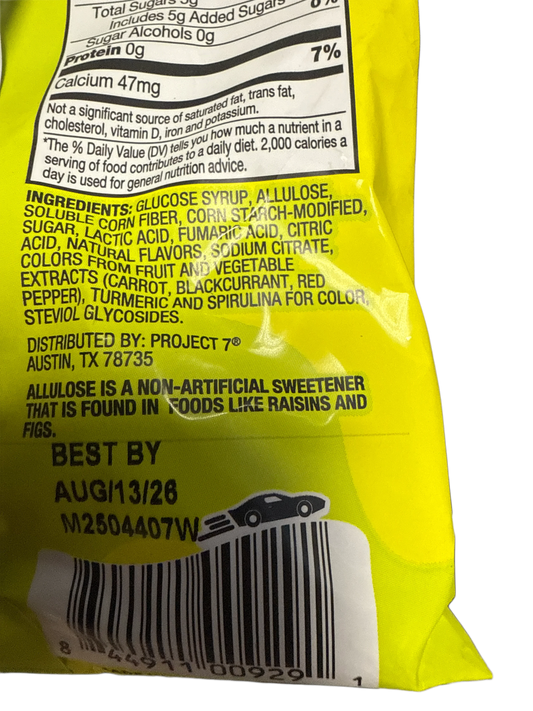 Total Sugars 5g
Includes 5g Added Sugars
Sugar Alcohols 0g
Protein 0g 7%
Calcium 47mg
Not a significant source of saturated fat, trans fat,
cholesterol, vitamin D, iron and potassium.
*The % Daily Value (DV) tells you how much a nutrient in a
serving of food contributes to a daily diet. 2,000 calories a
day is used for general nutrition advice.
INGREDIENTS: GLUCOSE SYRUP, ALLULOSE,
SOLUBLE CORN FIBER, CORN STARCH-MODIFIED,
SUGAR, LACTIC ACID, FUMARIC ACID, CITRIC
ACID, NATURAL FLAVORS, SODIUM CITRATE,
COLORS FROM FRUIT AND VEGETABLE
EXTRACTS (CARROT, BLACKCURRANT, RED
PEPPER), TURMERIC AND SPIRULINA FOR COLOR,
STEVIOL GLYCOSIDES.
DISTRIBUTED BY: PROJECT 7®
AUSTIN, TX 78735
ALLULOSE IS A NON-ARTIFICIAL SWEETENER
THAT IS FOUND IN FOODS LIKE RAISINS AND
FIGS.
BEST BY
AUG/13/26
M2504407W
8 44911 00929 1